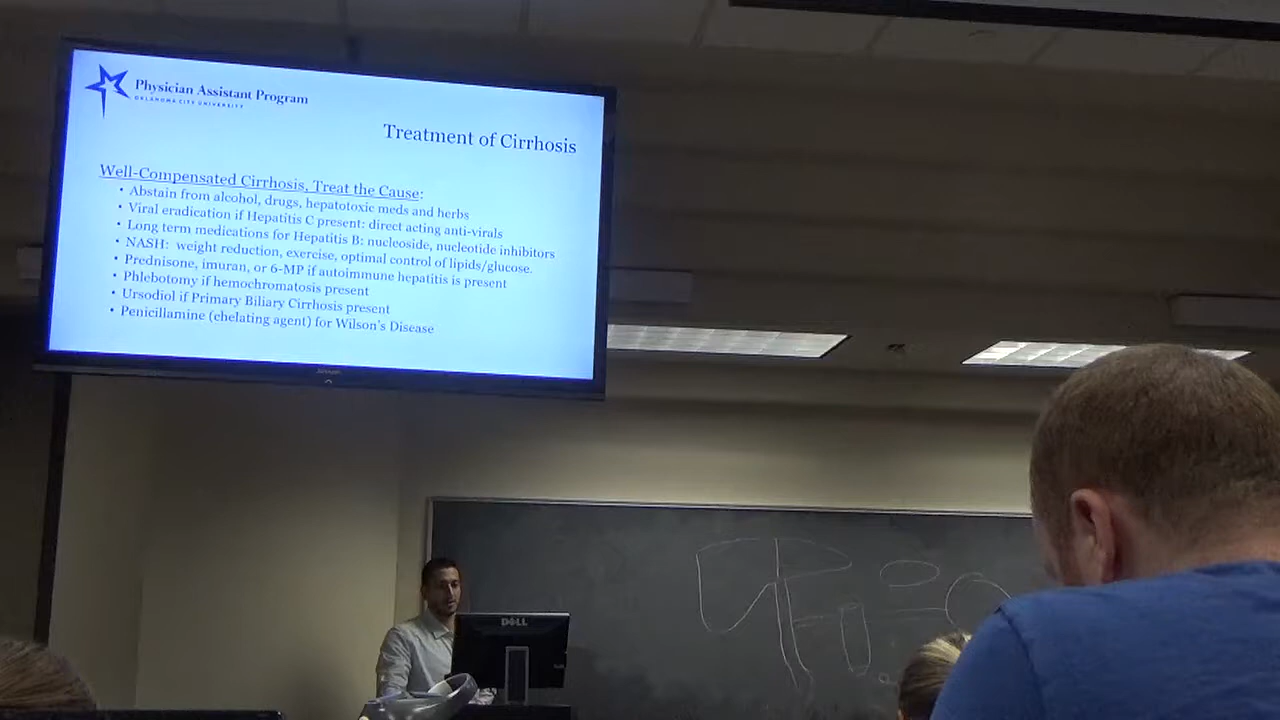 Physician Assistant Program
OKLAHOMA CITY UNIVERSITY
Treatment of Cirrhosis
Well-Compensated Cirrhosis, Treat the Cause:
• Abstain from alcohol, drugs, hepatotoxic meds and herbs
• Viral eradication if Hepatitis C present: direct acting anti-virals
• Long term medications for Hepatitis B: nucleoside, nucleotide inhibitors
• NASH: weight reduction, exercise, optimal control of lipids/glucose.
• Prednisone, imuran, or 6-MP if autoimmune hepatitis is present
• Phlebotomy if hemochromatosis present
• Ursodiol if Primary Biliary Cirrhosis present
• Penicillamine (chelating agent) for Wilson's Disease
DELL